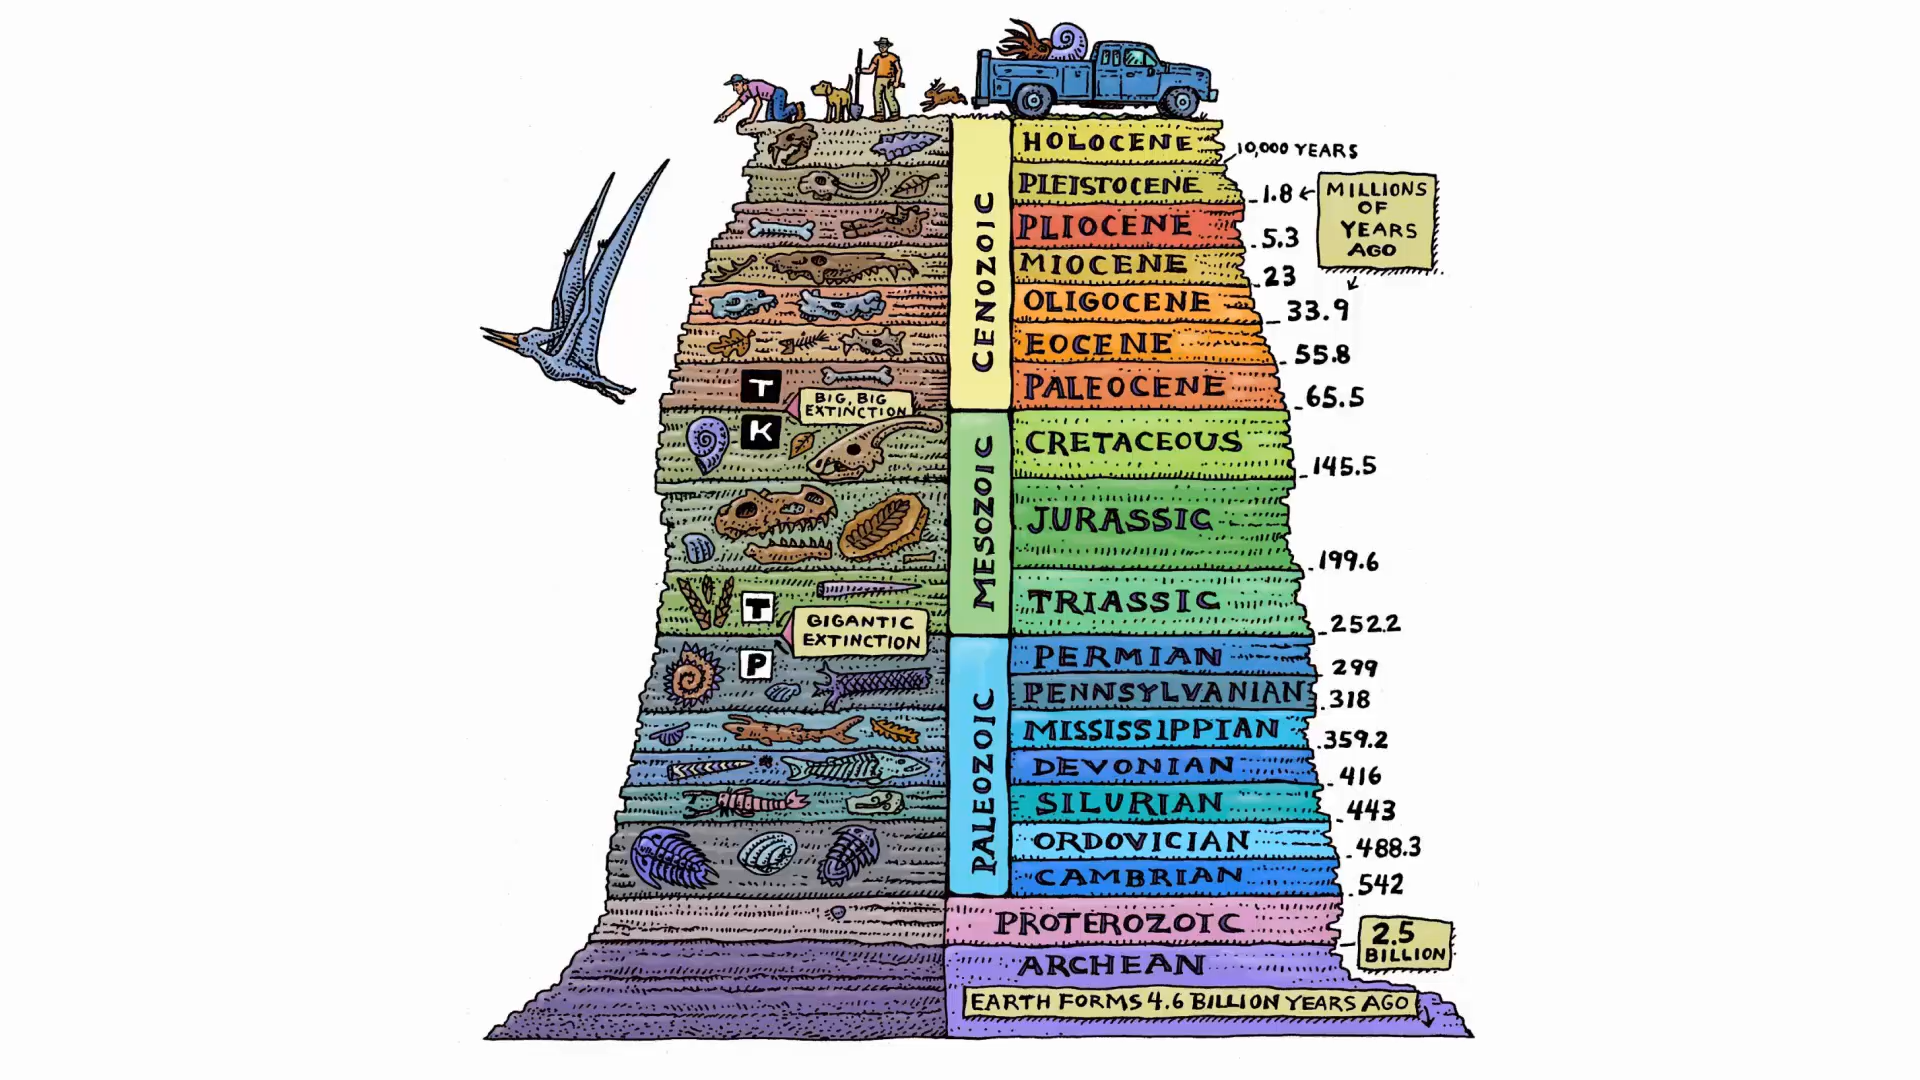 HOLOCENE
10,000 YEARS
PLEISTOCENE
1.8
MILLIONS
OF
YEARS
AGO
PLIOCENE
5.3
MIOCENE
23
OLIGOCENE
33.9
EOCENE
55.8
PALEOCENE
65.5
CENOZOIC
T
BIG, BIG
EXTINCTION
K
CRETACEOUS
145.5
JURASSIC
199.6
TRIASSIC
252.2
MESOZOIC
T
GIGANTIC
EXTINCTION
P
PERMIAN
299
PENNSYLVANIAN
318
MISSISSIPPIAN
359.2
DEVONIAN
416
SILURIAN
443
ORDOVICIAN
488.3
CAMBRIAN
542
PALEOZOIC
PROTEROZOIC
2.5
BILLION
ARCHEAN
EARTH FORMS 4.6 BILLION YEARS AGO